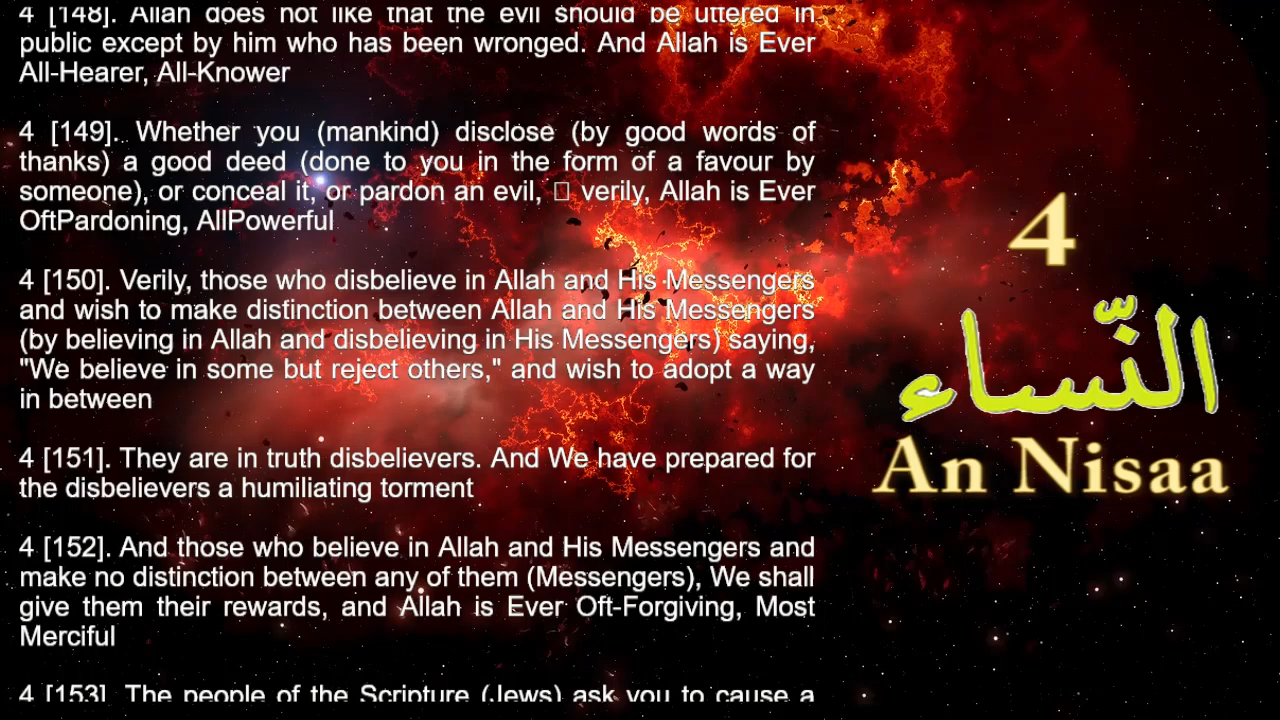 4 [148]. Allah does not like that the evil should be uttered in
public except by him who has been wronged. And Allah is Ever
All-Hearer, All-Knower
4 [149]. Whether you (mankind) disclose (by good words of
thanks) a good deed (done to you in the form of a favour by
someone), or conceal it, or pardon an evil, □ verily, Allah is Ever
OftPardoning, AllPowerful
4 [150]. Verily, those who disbelieve in Allah and His Messengers
and wish to make distinction between Allah and His Messengers
(by believing in Allah and disbelieving in His Messengers) saying,
"We believe in some but reject others," and wish to adopt a way
in between
4 [151]. They are in truth disbelievers. And We have prepared for
the disbelievers a humiliating torment
4 [152]. And those who believe in Allah and His Messengers and
make no distinction between any of them (Messengers), We shall
give them their rewards, and Allah is Ever Oft-Forgiving, Most
Merciful
4 [153]. The people of the Scripture (Jews) ask you to cause a
4
النّساء
An Nisaa